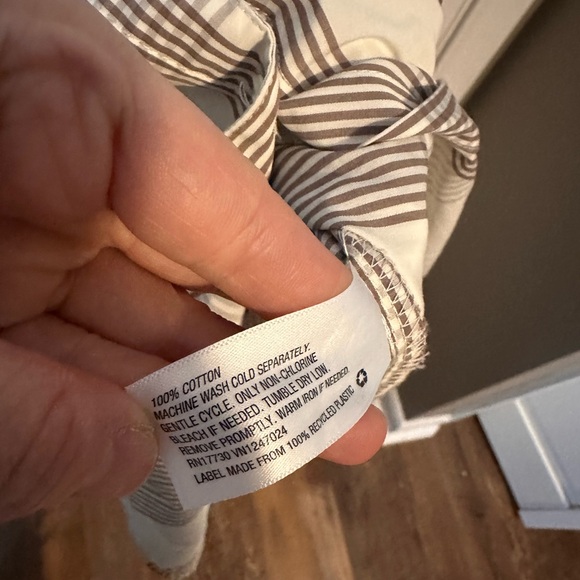 100% COTTON
MACHINE WASH COLD SEPARATELY.
GENTLE CYCLE. ONLY NON-CHLORINE
BLEACH IF NEEDED. TUMBLE DRY LOW.
REMOVE PROMPTLY. WARM IRON IF NEEDED.
RN17730 VN1247024
LABEL MADE FROM 100% RECYCLED PLASTIC